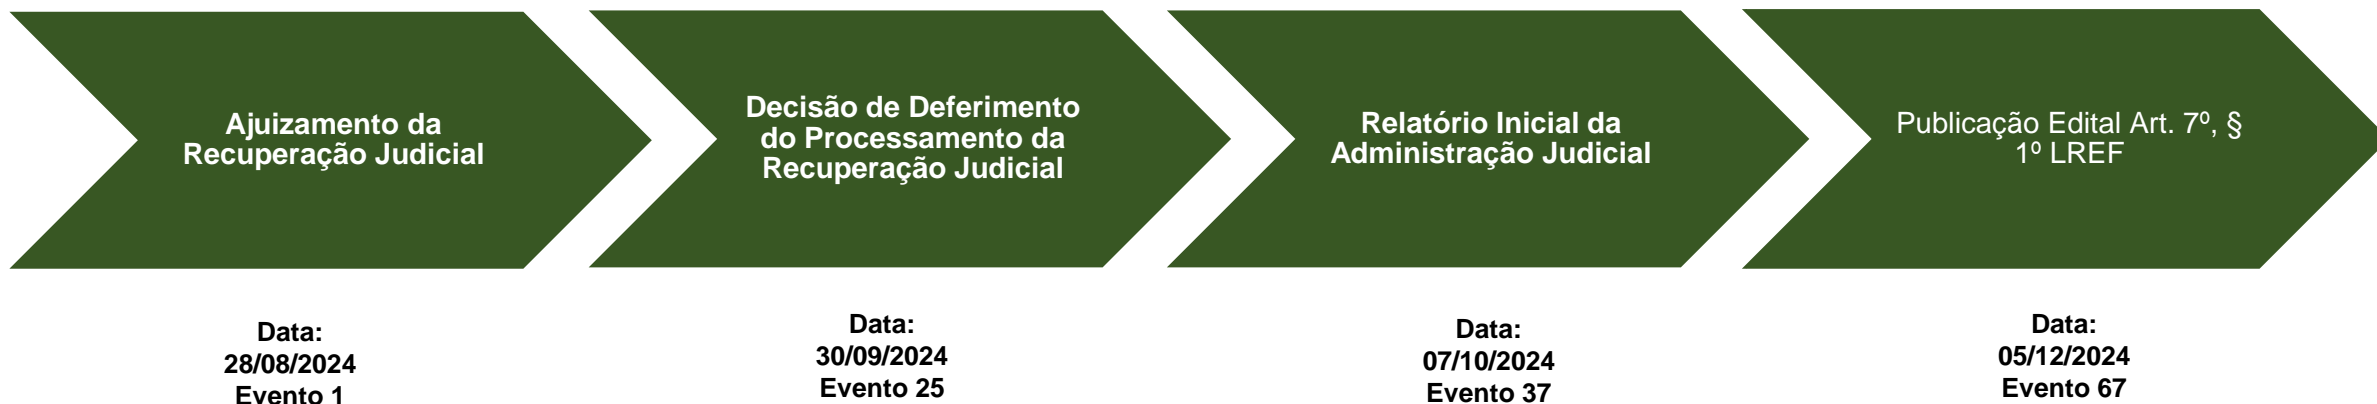 Ajuizamento da
Recuperação Judicial
Data:
28/08/2024
Evento 1
Decisão de Deferimento
do Processamento da
Recuperação Judicial
Data:
30/09/2024
Evento 25
Relatório Inicial da
Administração Judicial
Data:
07/10/2024
Evento 37
Publicação Edital Art. 7º, §
1º LREF
Data:
05/12/2024
Evento 67